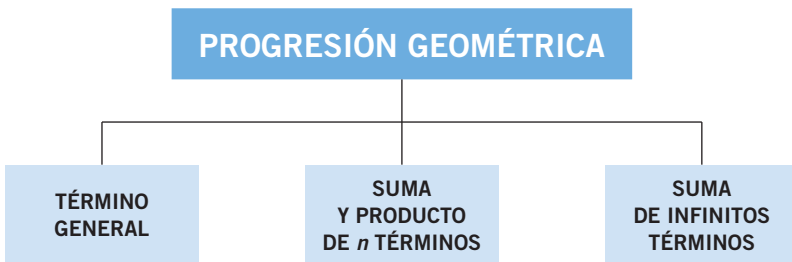 PROGRESIÓN GEOMÉTRICA
TÉRMINO
GENERAL
SUMA
Y PRODUCTO
DE n TÉRMINOS
SUMA
DE INFINITOS
TÉRMINOS